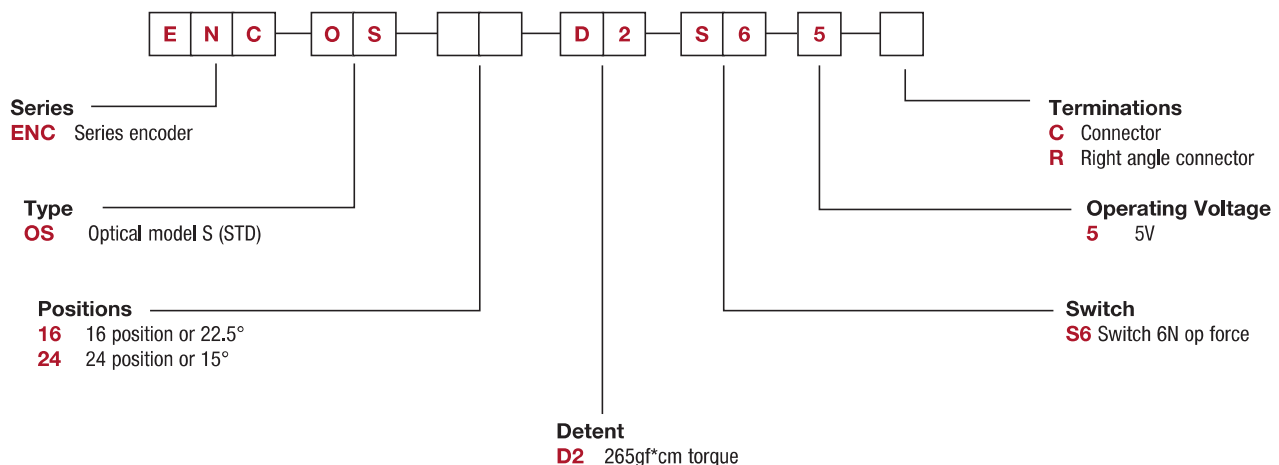 E N C O S D 2 S 6 5
Series
ENC Series encoder
Terminations
C Connector
R Right angle connector
Type
OS Optical model S (STD)
Operating Voltage
5 5V
Positions
16 16 position or 22.5°
24 24 position or 15°
Switch
S6 Switch 6N op force
Detent
D2 265gf*cm torque